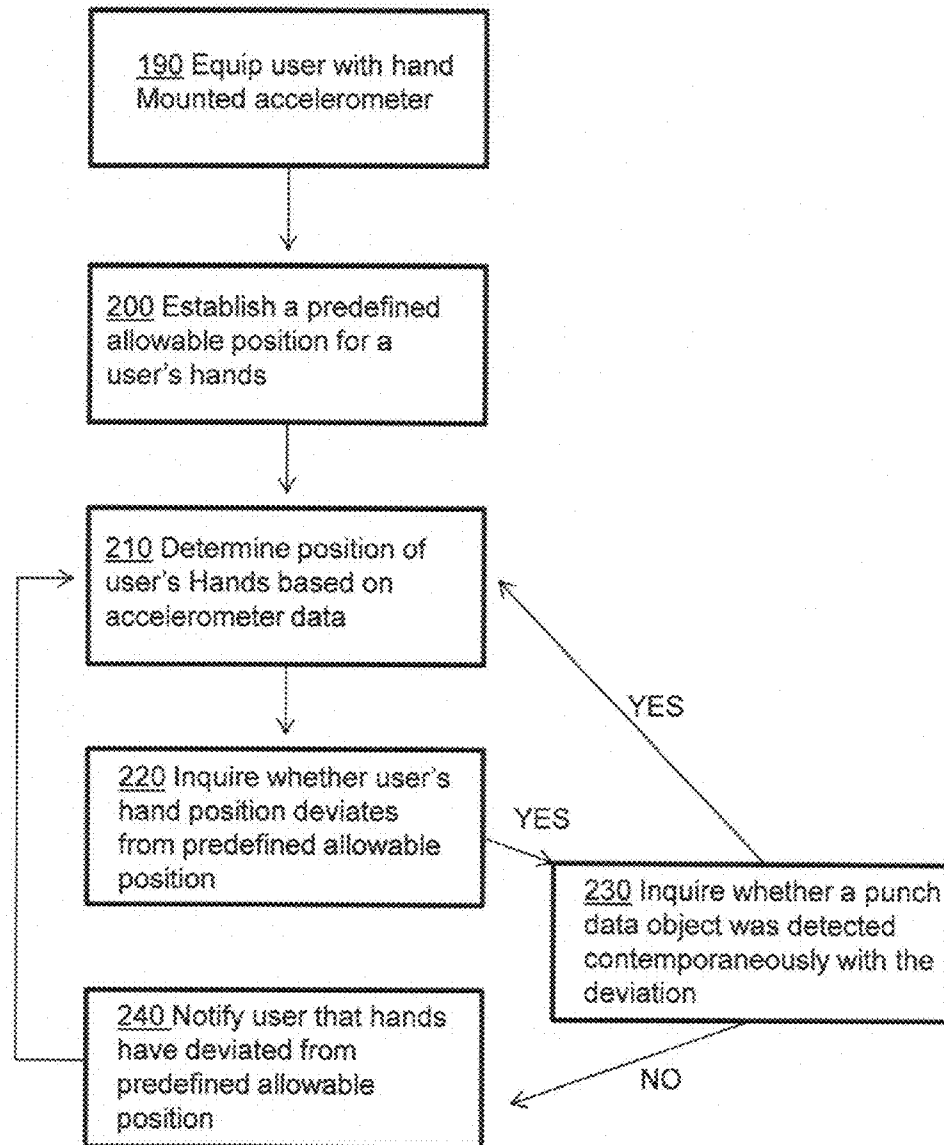 190 Equip user with hand
Mounted accelerometer
200 Establish a predefined
allowable position for a
user's hands
210 Determine position of
user's Hands based on
accelerometer data
YES
220 Inquire whether user's
hand position deviates
from predefined allowable
position
YES
230 Inquire whether a punch
data object was detected
contemporaneously with the
deviation
240 Notify user that hands
have deviated from
predefined allowable
position
NO